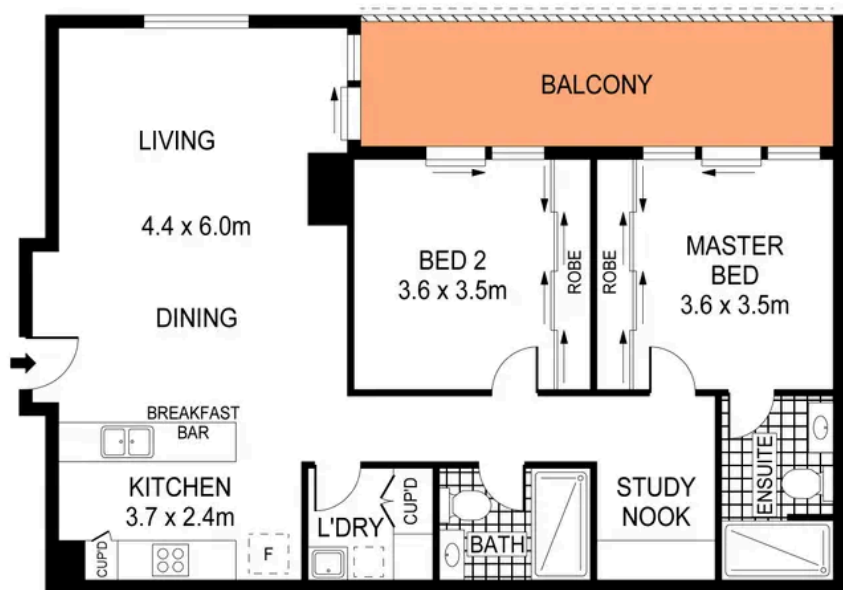 BALCONY
LIVING
4.4 x 6.0m
BED 2
3.6 x 3.5m
ROBE
ROBE
MASTER
BED
3.6 x 3.5m
DINING
BREAKFAST
BAR
KITCHEN
3.7 x 2.4m
CUP'D
F
L'DRY
CUP'D
BATH
STUDY
NOOK
ENSUITE